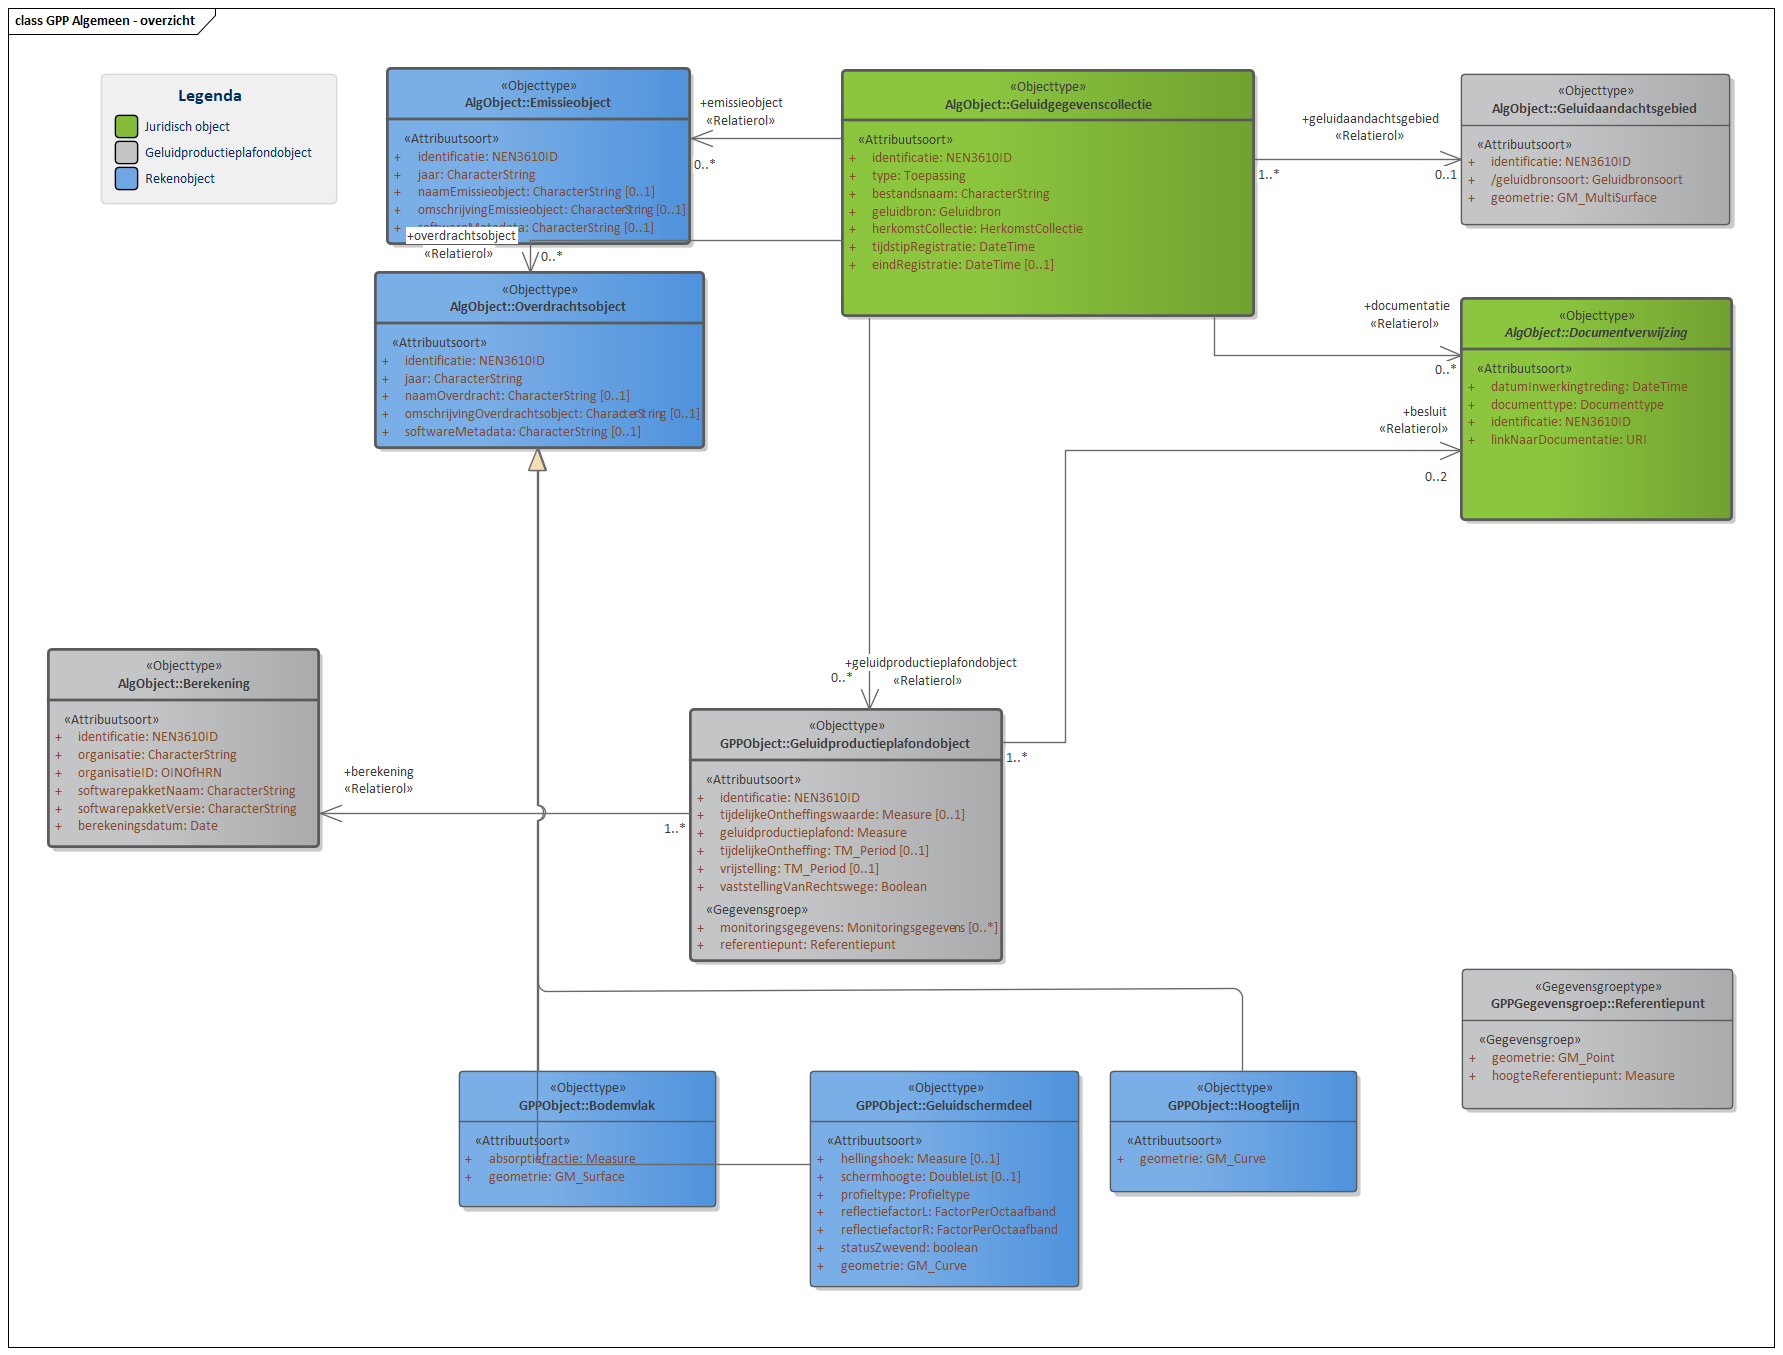 class GPP Algemeen - overzicht
Legenda
Juridisch object
Geluidproductieplafondobject
Rekenobject
«Objecttype»
AlgObject::Emissieobject
«Attribuutsoort»
+ identificatie: NEN3610ID
+ jaar: CharacterString
+ naamEmissieobject: CharacterString [0..1]
+ omschrijvingEmissieobject: CharacterString [0..1]
+ softwareMetadata: CharacterString [0..1]
+emissieobject
«Relatierol»
0..*
«Objecttype»
AlgObject::Geluidgegevenscollectie
«Attribuutsoort»
+ identificatie: NEN3610ID
+ type: Toepassing
+ bestandsnaam: CharacterString
+ geluidbron: Geluidbron
+ herkomstCollectie: HerkomstCollectie
+ tijdstipRegistratie: DateTime
+ eindRegistratie: DateTime [0..1]
+geluidaandachtsgebied
«Relatierol»
1..*
0..1
«Objecttype»
AlgObject::Geluidaandachtsgebied
«Attribuutsoort»
+ identificatie: NEN3610ID
+ /geluidbronsoort: Geluidbronsoort
+ geometrie: GM_MultiSurface
+overdrachtsobject
«Relatierol»
0..*
«Objecttype»
AlgObject::Overdrachtsobject
«Attribuutsoort»
+ identificatie: NEN3610ID
+ jaar: CharacterString
+ naamOverdracht: CharacterString [0..1]
+ omschrijvingOverdrachtsobject: CharacterString [0..1]
+ softwareMetadata: CharacterString [0..1]
+documentatie
«Relatierol»
0..*
«Objecttype»
AlgObject::Documentverwijzing
«Attribuutsoort»
+ datumInwerkingtreding: DateTime
+ documenttype: Documenttype
+ identificatie: NEN3610ID
+ linkNaarDocumentatie: URI
+besluit
«Relatierol»
0..2
«Objecttype»
AlgObject::Berekening
«Attribuutsoort»
+ identificatie: NEN3610ID
+ organisatie: CharacterString
+ organisatieID: OINOfHRN
+ softwarepakketNaam: CharacterString
+ softwarepakketVersie: CharacterString
+ berekeningsdatum: Date
+berekening
«Relatierol»
1..*
+geluidproductieplafondobject
0..*
«Relatierol»
«Objecttype»
GPPObject::Geluidproductieplafondobject
1..*
«Attribuutsoort»
+ identificatie: NEN3610ID
+ tijdelijkeOntheffingswaarde: Measure [0..1]
+ geluidproductieplafond: Measure
+ tijdelijkeOntheffing: TM_Period [0..1]
+ vrijstelling: TM_Period [0..1]
+ vaststellingVanRechtswege: Boolean
«Gegevensgroep»
+ monitoringsgegevens: Monitoringsgegevens [0..*]
+ referentiepunt: Referentiepunt
«Gegevensgroeptype»
GPPGegevensgroep::Referentiepunt
«Gegevensgroep»
+ geometrie: GM_Point
+ hoogteReferentiepunt: Measure
«Objecttype»
GPPObject::Bodemvlak
«Attribuutsoort»
+ absorptiefractie: Measure
+ geometrie: GM_Surface
«Objecttype»
GPPObject::Geluidschermdeel
«Attribuutsoort»
+ hellingshoek: Measure [0..1]
+ schermhoogte: DoubleList [0..1]
+ profieltype: Profieltype
+ reflectiefactorL: FactorPerOctaafband
+ reflectiefactorR: FactorPerOctaafband
+ statusZwevend: boolean
+ geometrie: GM_Curve
«Objecttype»
GPPObject::Hoogtelijn
«Attribuutsoort»
+ geometrie: GM_Curve